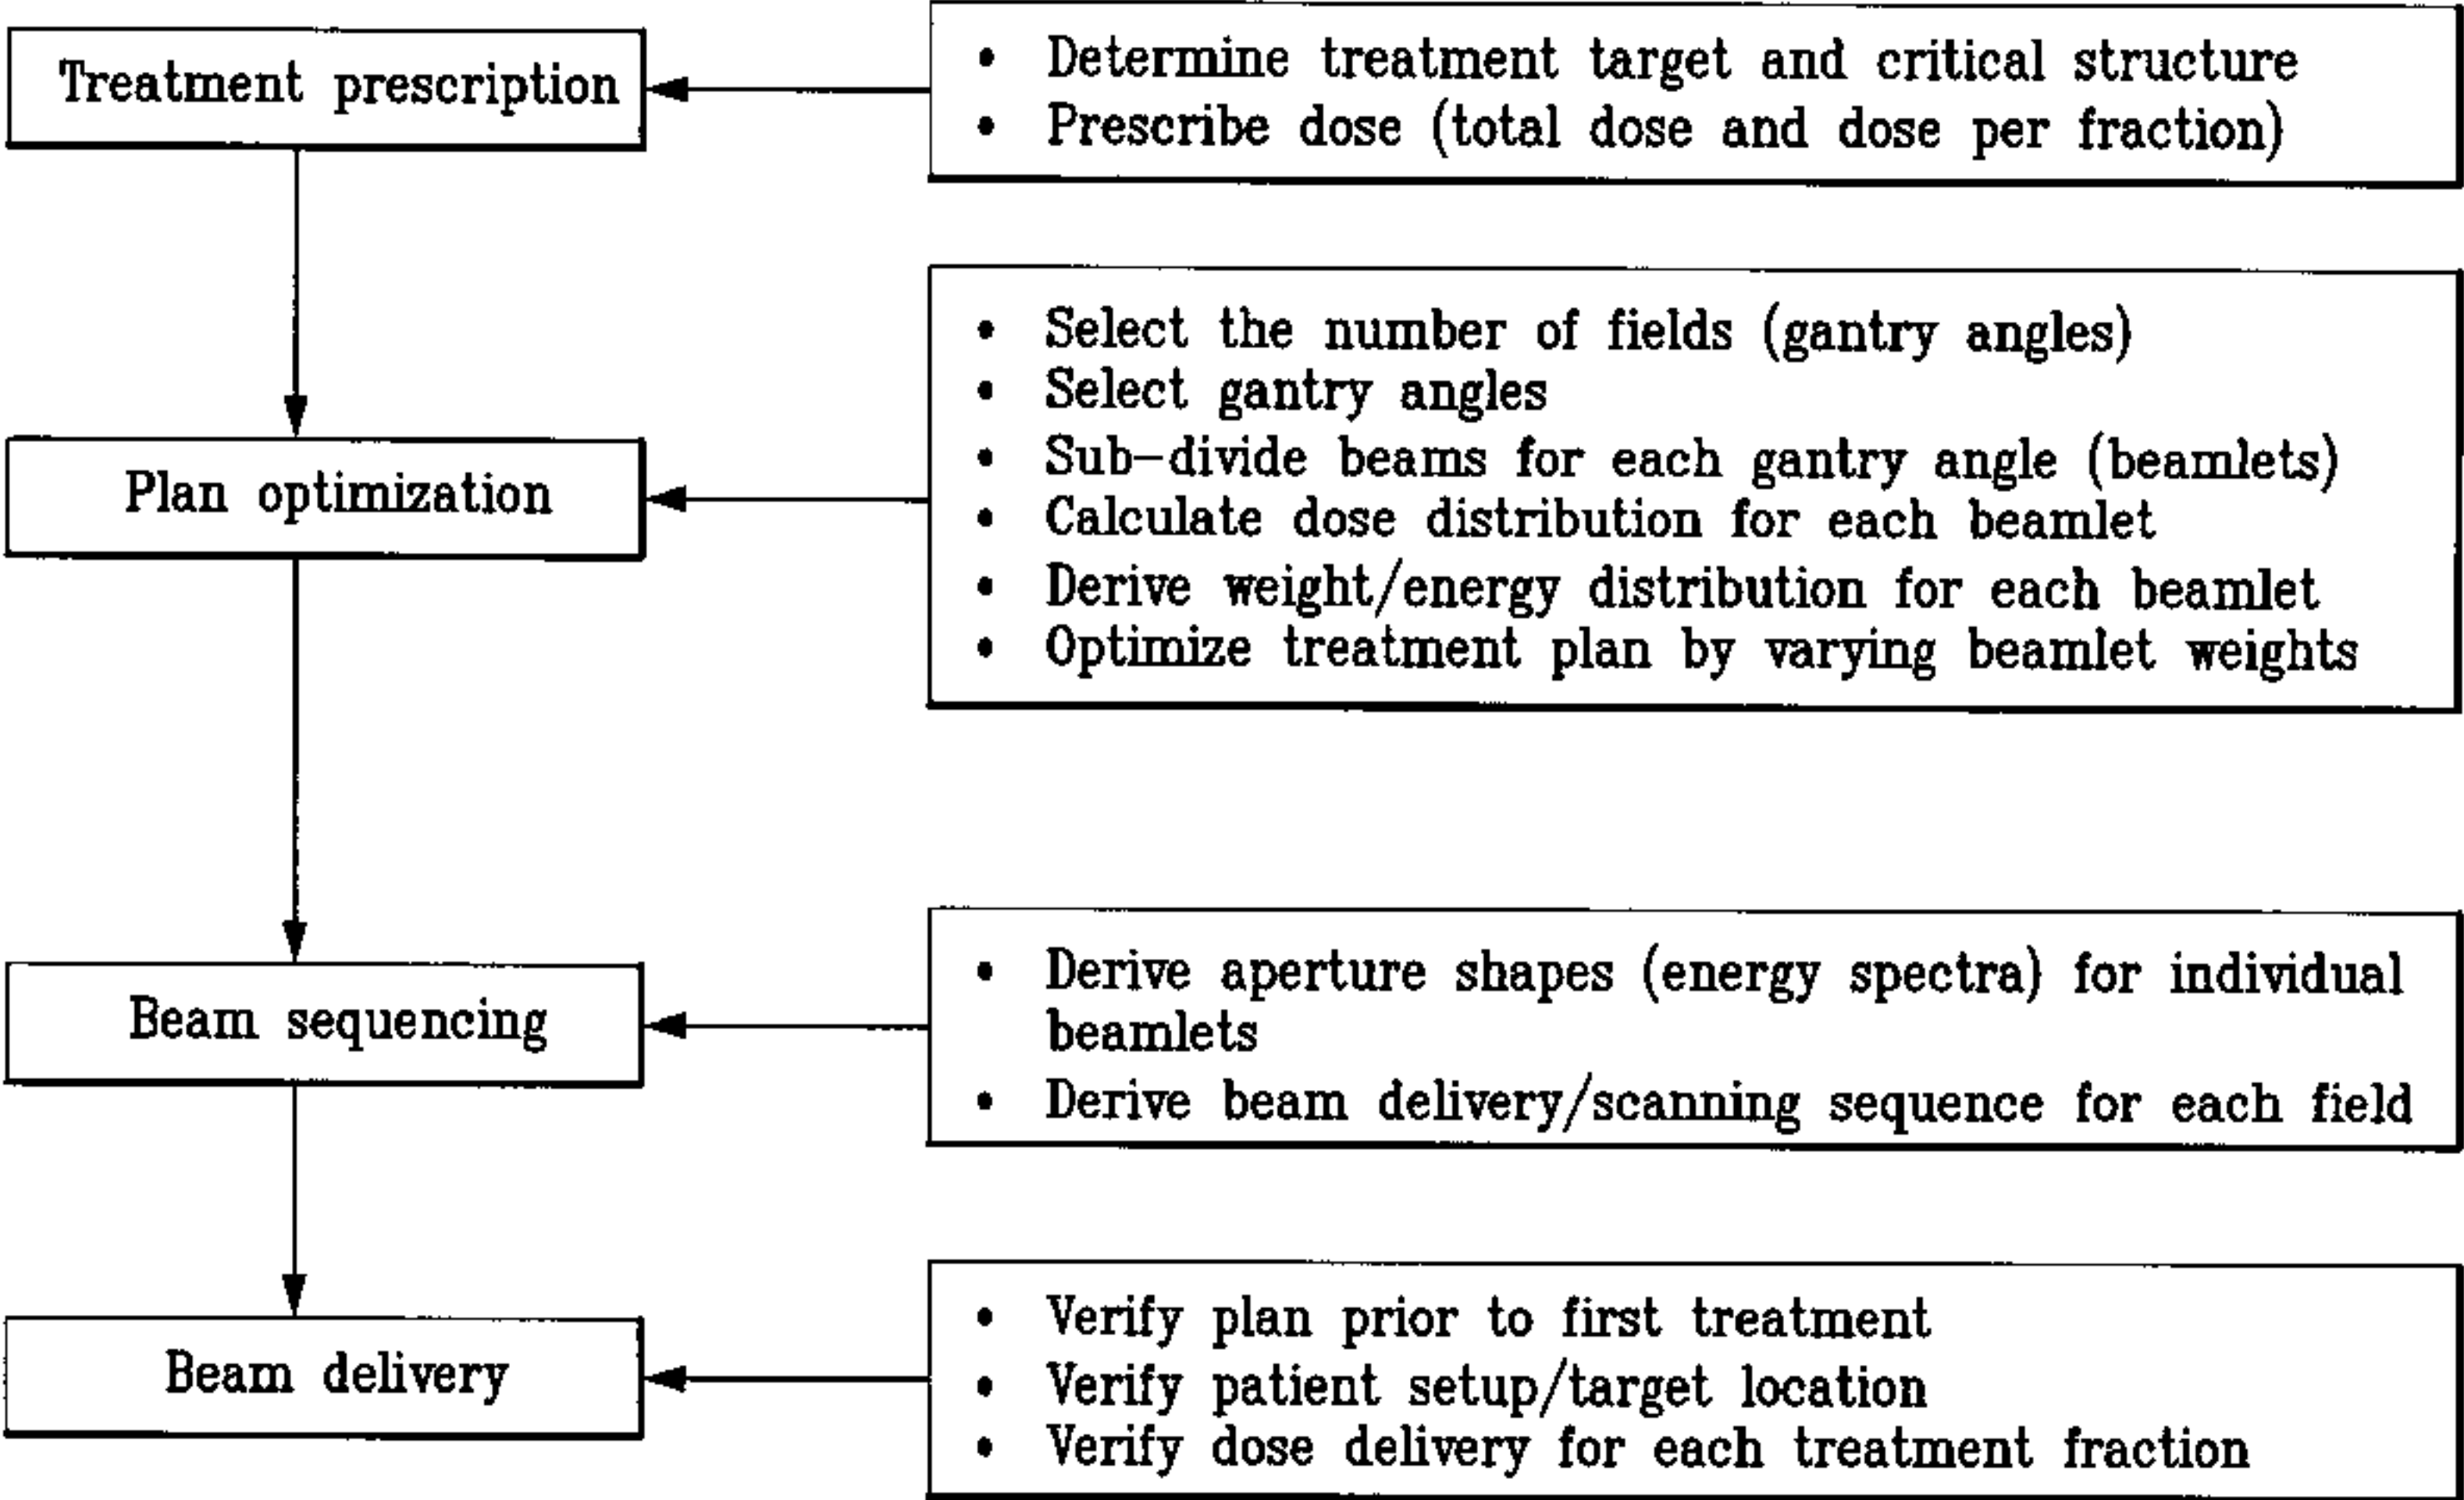 Treatment prescription
• Determine treatment target and critical structure
• Prescribe dose (total dose and dose per fraction)
Plan optimization
• Select the number of fields (gantry angles)
• Select gantry angles
• Sub-divide beams for each gantry angle (beamlets)
• Calculate dose distribution for each beamlet
• Derive weight/energy distribution for each beamlet
• Optimize treatment plan by varying beamlet weights
Beam sequencing
• Derive aperture shapes (energy spectra) for individual
beamlets
• Derive beam delivery/scanning sequence for each field
Beam delivery
• Verify plan prior to first treatment
• Verify patient setup/target location
• Verify dose delivery for each treatment fraction